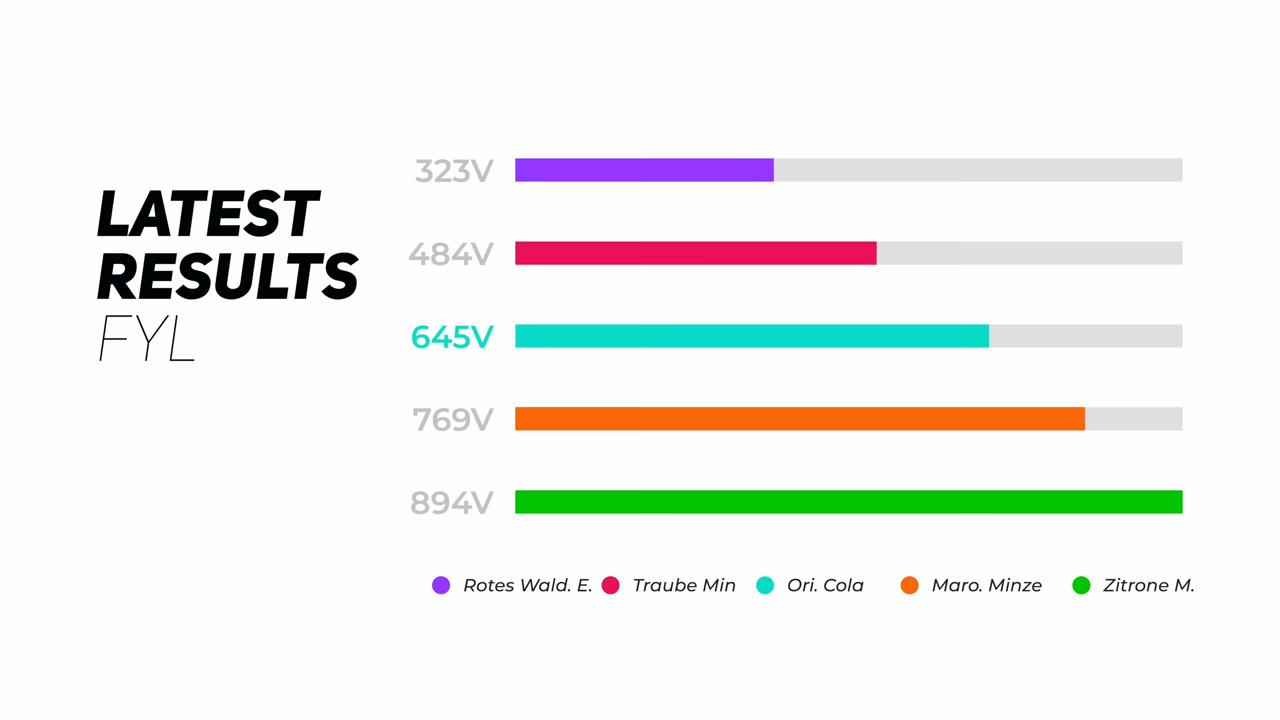 LATEST
RESULTS
FYL
323V
484V
645V
769V
894V
Rotes Wald. E. Traube Min Ori. Cola Maro. Minze Zitrone M.